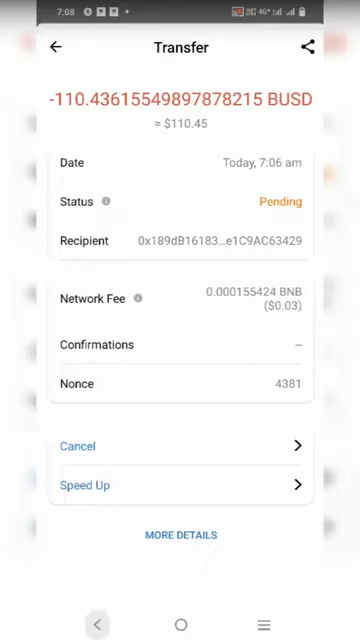 7:08
4G+
Transfer
-110.43615549897878215 BUSD
≈ $110.45
Date Today, 7:06 am
Status Pending
Recipient 0x189dB16183...e1C9AC63429
Network Fee 0.000155424 BNB
($0.03)
Confirmations --
Nonce 4381
Cancel
Speed Up
MORE DETAILS